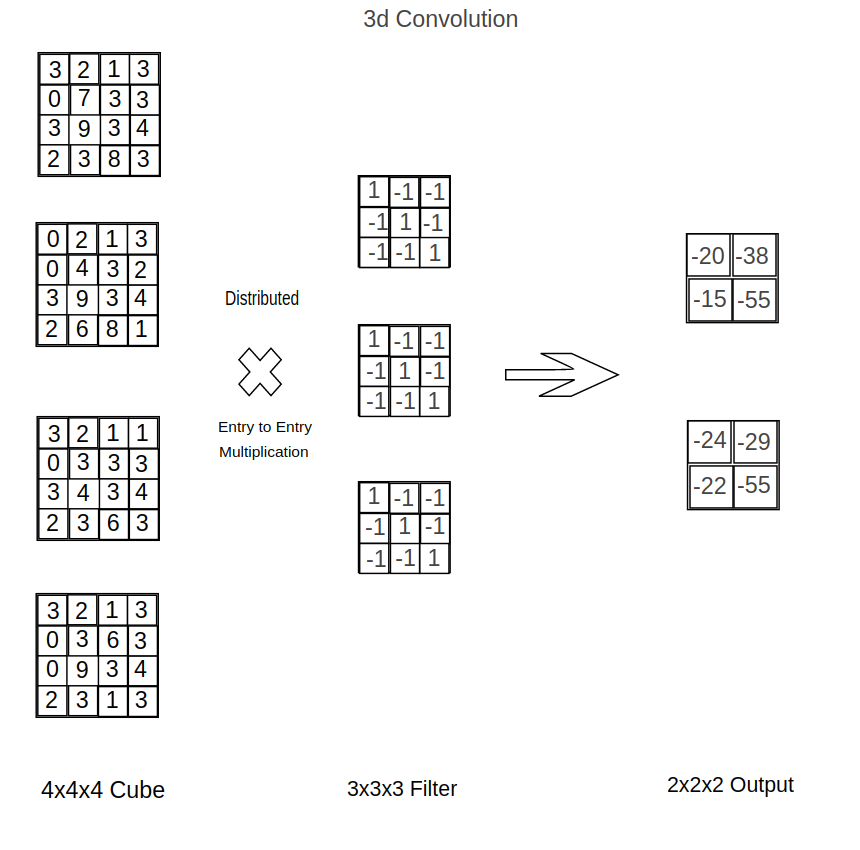 3d Convolution
3 2 1 3
0 7 3 3
3 9 3 4
2 3 8 3
0 2 1 3
0 4 3 2
3 9 3 4
2 6 8 1
3 2 1 1
0 3 3 3
3 4 3 4
2 3 6 3
3 2 1 3
0 3 6 3
0 9 3 4
2 3 1 3
4x4x4 Cube
Distributed
Entry to Entry
Multiplication
1 -1 -1
-1 1 -1
-1 -1 1
1 -1 -1
-1 1 -1
-1 -1 1
1 -1 -1
-1 1 -1
-1 -1 1
3x3x3 Filter
-20 -38
-15 -55
-24 -29
-22 -55
2x2x2 Output